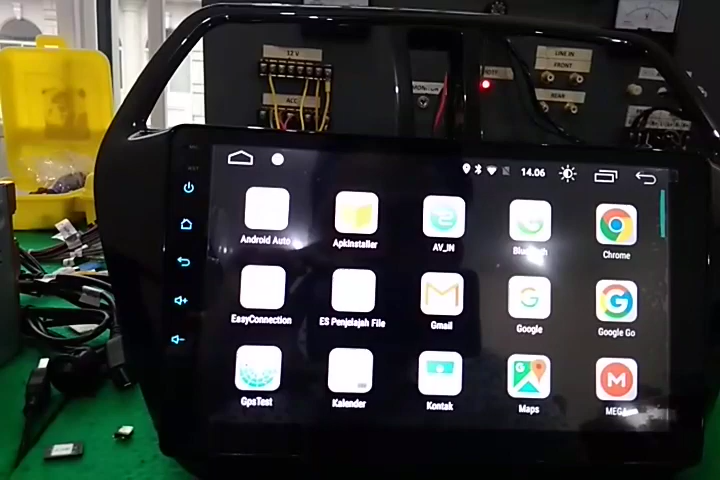 12 V
ACC
LINE IN
FRONT
REAR
14.06
Android Auto
ApkInstaller
AV_IN
Bluetooth
Chrome
EasyConnection
ES Penjelajah File
Gmail
Google
Google Go
GpsTest
Kalender
Kontak
Maps
MEGA